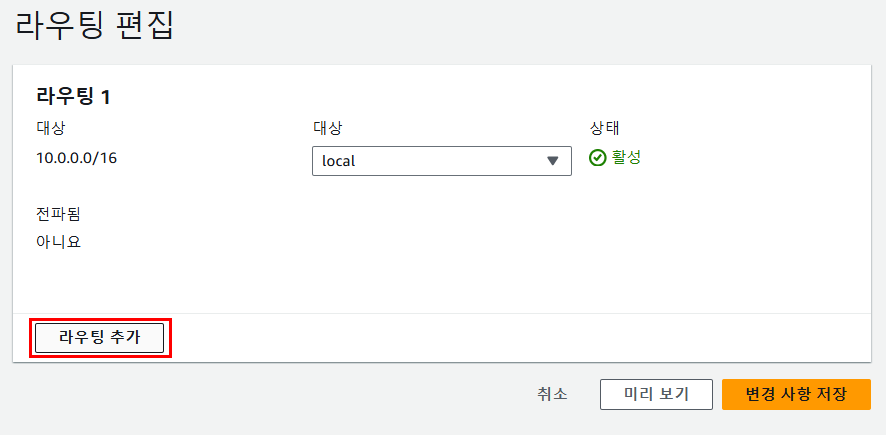 라우팅 편집
라우팅 1
대상 대상 상태
10.0.0.0/16 local 활성
전파됨
아니요
라우팅 추가
취소 미리 보기 변경 사항 저장